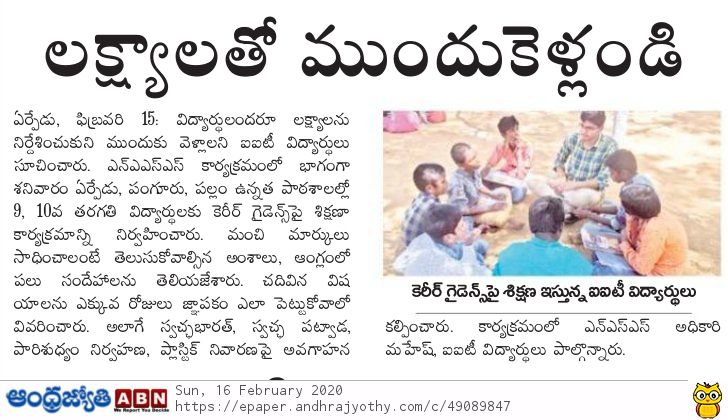 లక్ష్యాలతో ముందుకెళ్లండి
ఏర్పేడు, ఫిబ్రవరి 15: విద్యార్థులందరూ లక్ష్యాలను
నిర్దేశించుకుని ముందుకు వెళ్లాలని ఐఐటీ విద్యార్థులు
సూచించారు. ఎన్ఎఎస్ఎస్ కార్యక్రమంలో భాగంగా
శనివారం ఏర్పేడు, పంగూరు, పల్లం ఉన్నత పాఠశాలల్లో
9, 10వ తరగతి విద్యార్థులకు కెరీర్ గైడెన్స్‌పై శిక్షణా
కార్యక్రమాన్ని నిర్వహించారు. మంచి మార్కులు
సాధించాలంటే తెలుసుకోవాల్సిన అంశాలు, ఆంగ్లంలో
పలు సందేహాలను తెలియజేశారు. చదివిన విష
యాలను ఎక్కువ రోజులు జ్ఞాపకం ఎలా పెట్టుకోవాలో
వివరించారు. అలాగే స్వచ్ఛభారత్, స్వచ్ఛ పట్వాడ,
పారిశుధ్యం నిర్వహణ, ప్లాస్టిక్ నివారణపై అవగాహన
కెరీర్ గైడెన్స్‌పై శిక్షణ ఇస్తున్న ఐఐటీ విద్యార్థులు
కల్పించారు. కార్యక్రమంలో ఎన్ఎస్ఎస్ అధికారి
మహేష్, ఐఐటీ విద్యార్థులు పాల్గొన్నారు.
ఆంధ్రజ్యోతి ABN
We Report You Decide
Sun, 16 February 2020
https://epaper.andhrajyothy.com/c/49089847